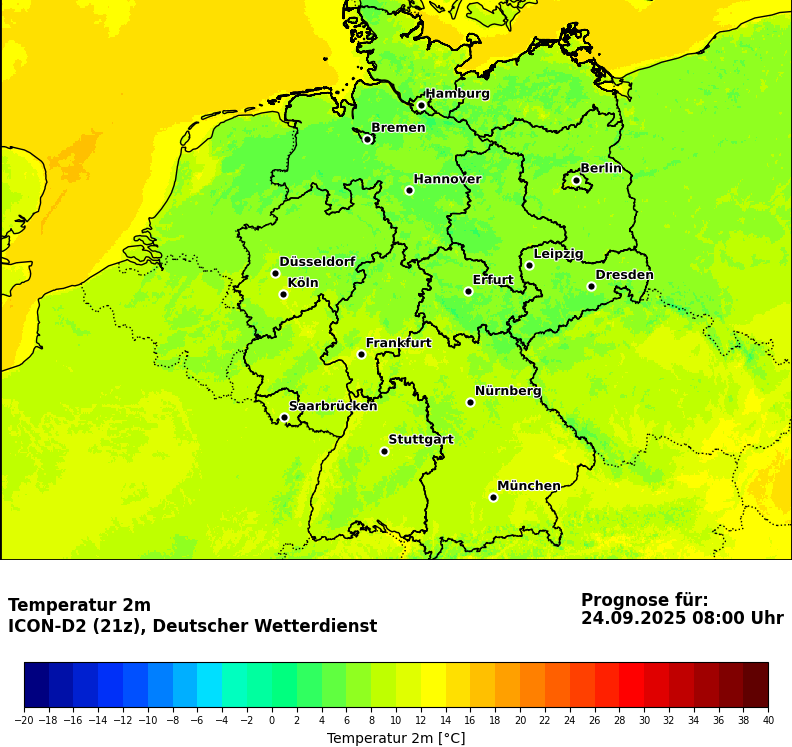 Hamburg
Bremen
Berlin
Hannover
Leipzig
Düsseldorf
Dresden
Köln
Erfurt
Frankfurt
Nürnberg
Saarbrücken
Stuttgart
München
Temperatur 2m
ICON-D2 (21z), Deutscher Wetterdienst
Prognose für:
24.09.2025 08:00 Uhr
−20 −18 −16 −14 −12 −10 −8 −6 −4 −2 0 2 4 6 8 10 12 14 16 18 20 22 24 26 28 30 32 34 36 38 40
Temperatur 2m [°C]